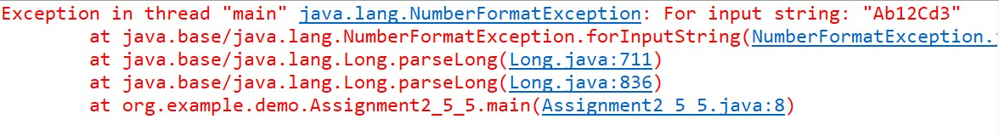 Exception in thread "main" java.lang.NumberFormatException: For input string: "Ab12Cd3"
at java.base/java.lang.NumberFormatException.forInputString(NumberFormatException.
at java.base/java.lang.Long.parseLong(Long.java:711)
at java.base/java.lang.Long.parseLong(Long.java:836)
at org.example.demo.Assignment2_5_5.main(Assignment2_5_5.java:8)